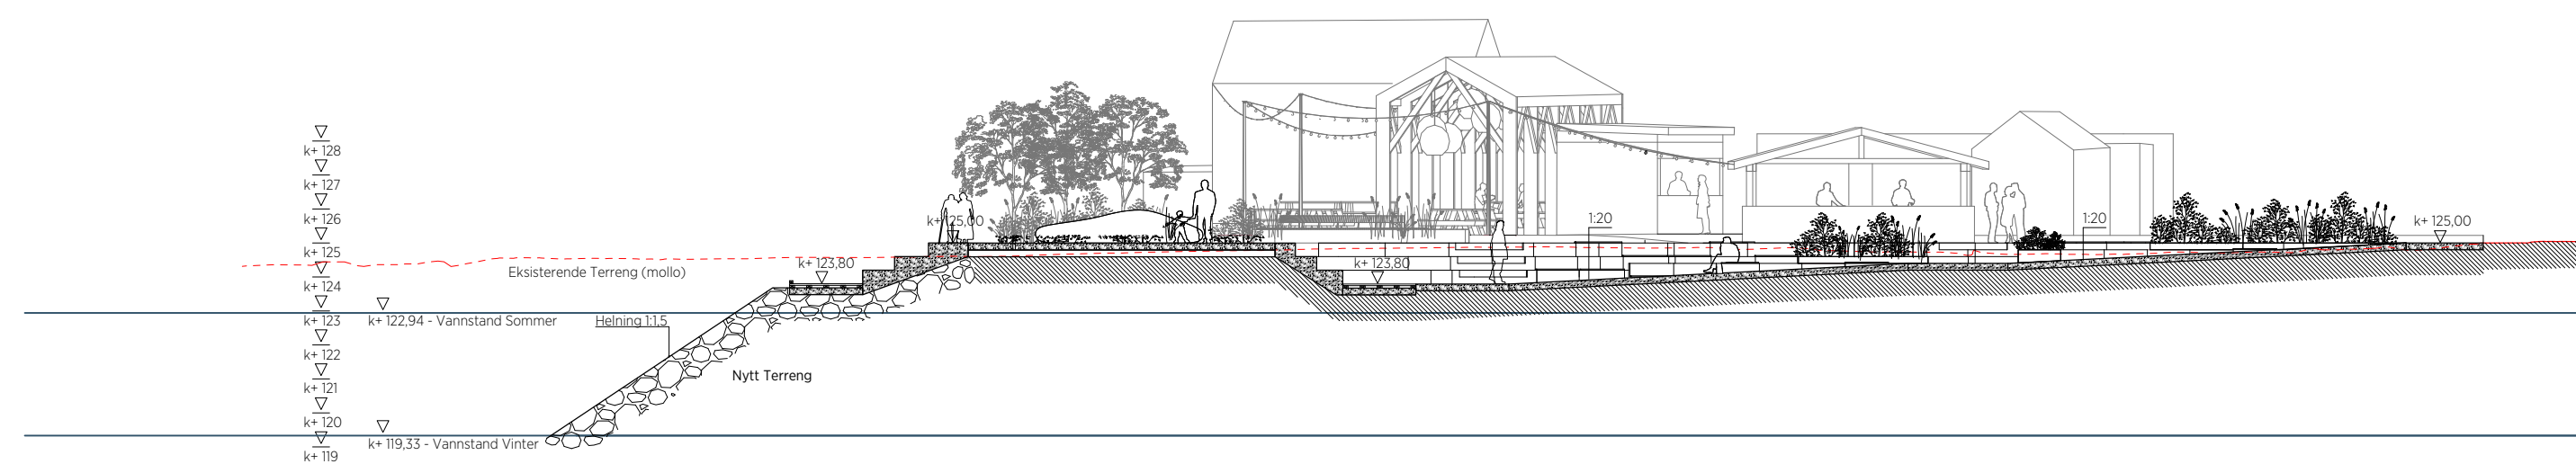 k+ 128
k+ 127
k+ 126
k+ 125,00
1:20
1:20
k+ 125,00
k+ 125
Eksisterende Terreng (mollo)
k+ 123,80
k+ 123,80
k+ 124
k+ 123
k+ 122,94 - Vannstand Sommer
Helning 1:1,5
k+ 122
Nytt Terreng
k+ 121
k+ 120
k+ 119,33 - Vannstand Vinter
k+ 119